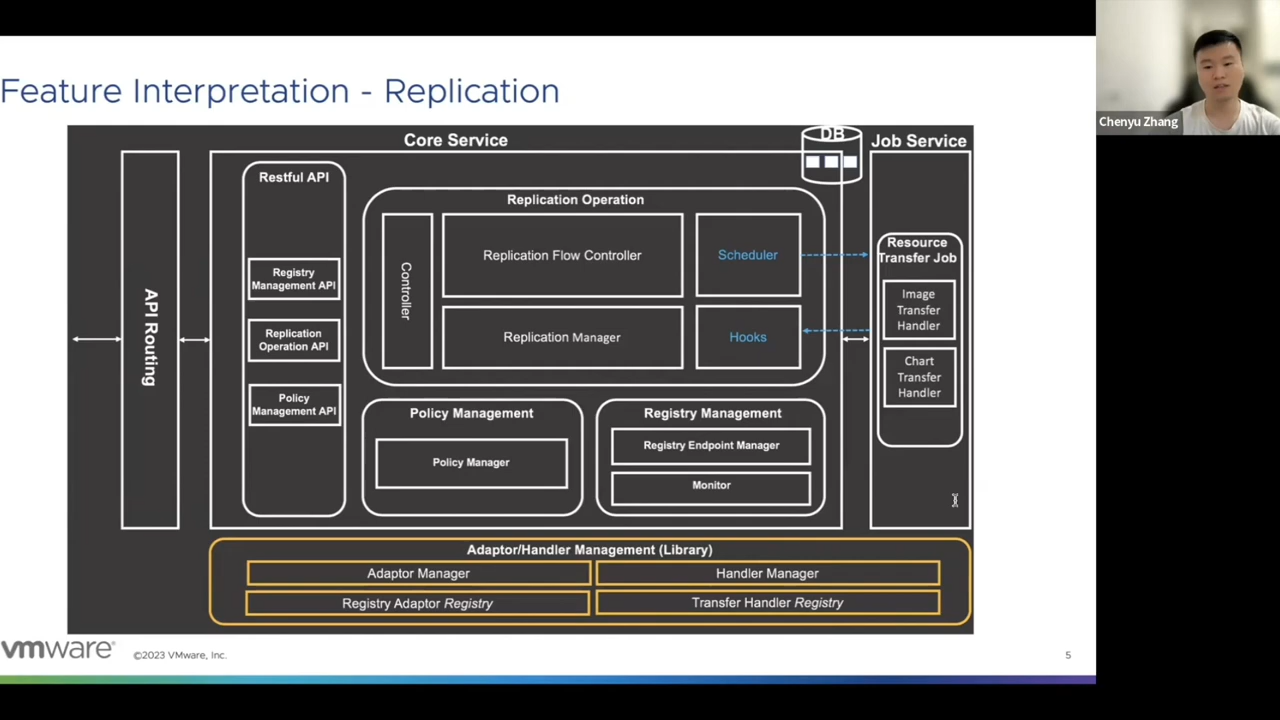 Feature Interpretation - Replication
Chenyu Zhang
Core Service
DB
Job Service
API Routing
Restful API
Registry
Management API
Replication
Operation API
Policy
Management API
Replication Operation
Controller
Replication Flow Controller
Scheduler
Replication Manager
Hooks
Policy Management
Policy Manager
Registry Management
Registry Endpoint Manager
Monitor
Resource
Transfer Job
Image
Transfer
Handler
Chart
Transfer
Handler
Adaptor/Handler Management (Library)
Adaptor Manager
Handler Manager
Registry Adaptor Registry
Transfer Handler Registry
vmware®
©2023 VMware, Inc.
5